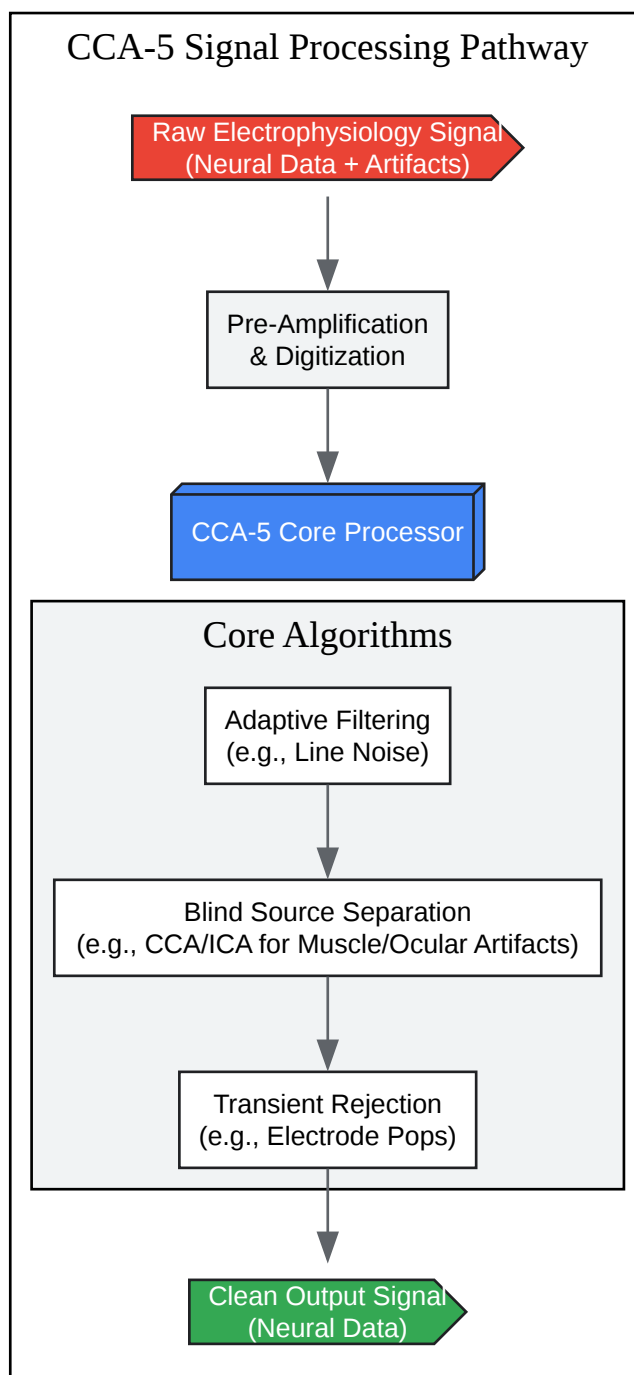 CCA-5 Signal Processing Pathway
Raw Electrophysiology Signal
(Neural Data + Artifacts)
Pre-Amplification
& Digitization
CCA-5 Core Processor
Core Algorithms
Adaptive Filtering
(e.g., Line Noise)
Blind Source Separation
(e.g., CCA/ICA for Muscle/Ocular Artifacts)
Transient Rejection
(e.g., Electrode Pops)
Clean Output Signal
(Neural Data)